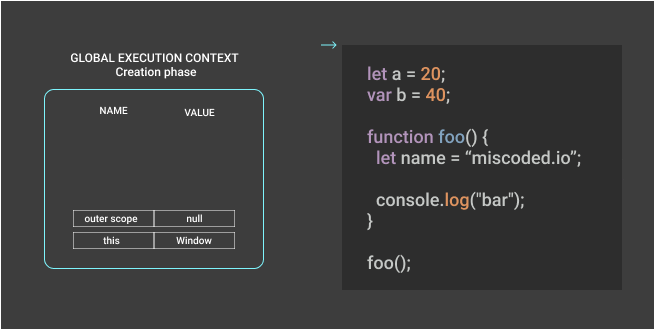 GLOBAL EXECUTION CONTEXT
Creation phase
NAME VALUE
outer scope null
this Window
let a = 20;
var b = 40;
function foo() {
let name = “miscoded.io”;
console.log("bar");
}
foo();